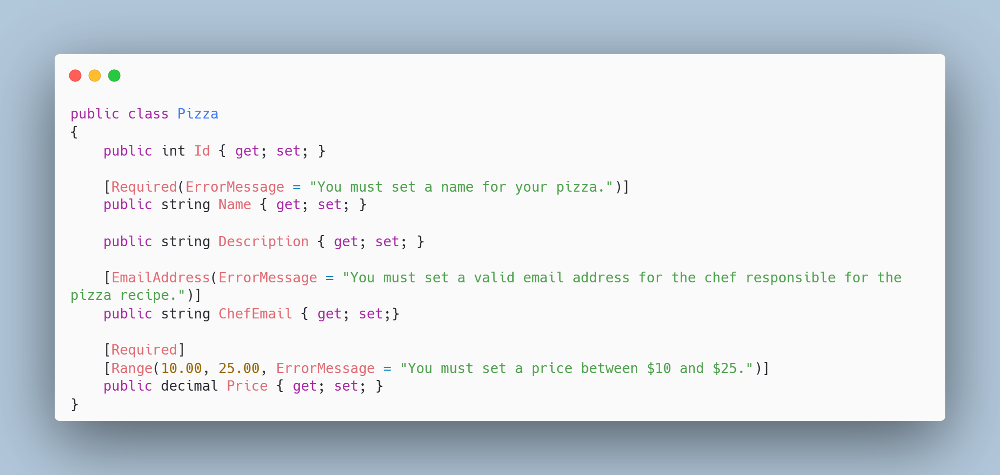 public class Pizza
{
    public int Id { get; set; }

    [Required(ErrorMessage = "You must set a name for your pizza.")]
    public string Name { get; set; }

    public string Description { get; set; }

    [EmailAddress(ErrorMessage = "You must set a valid email address for the chef responsible for the
pizza recipe.")]
    public string ChefEmail { get; set;}

    [Required]
    [Range(10.00, 25.00, ErrorMessage = "You must set a price between $10 and $25.")]
    public decimal Price { get; set; }
}